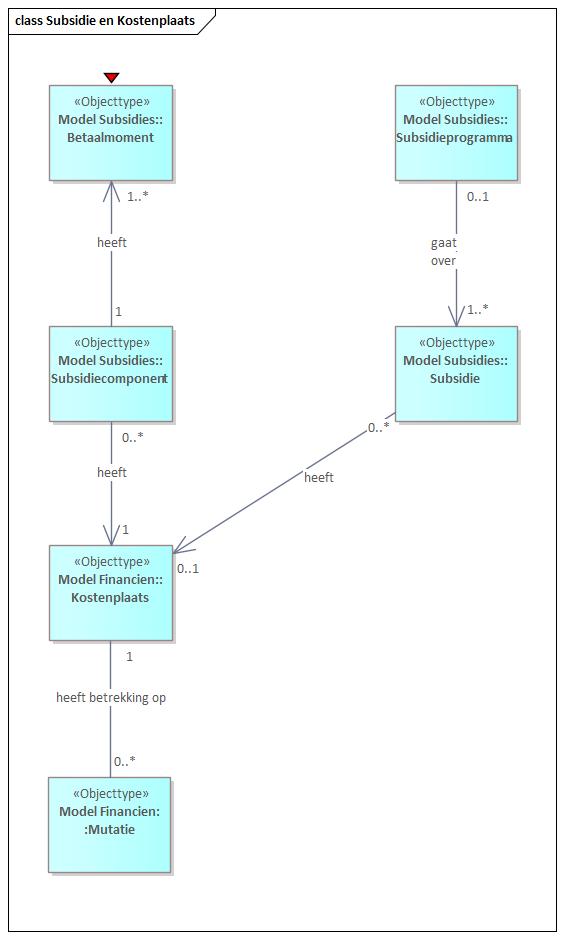 class Subsidie en Kostenplaats
«Objecttype»
Model Subsidies::
Betaalmoment
«Objecttype»
Model Subsidies::
Subsidieprogramma
1..*
0..1
heeft
gaat
over
1
1..*
«Objecttype»
Model Subsidies::
Subsidiecomponent
«Objecttype»
Model Subsidies::
Subsidie
0..*
0..*
heeft
heeft
1
0..1
«Objecttype»
Model Financien::
Kostenplaats
1
heeft betrekking op
0..*
«Objecttype»
Model Financien:
:Mutatie